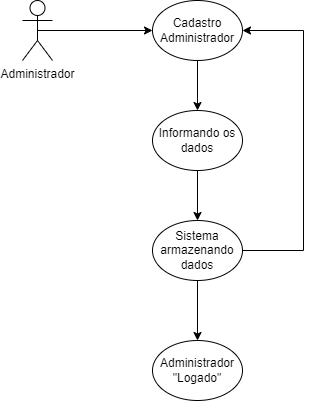 Cadastro
Administrador
Administrador
Informando os
dados
Sistema
armazenando
dados
Administrador
"Logado"